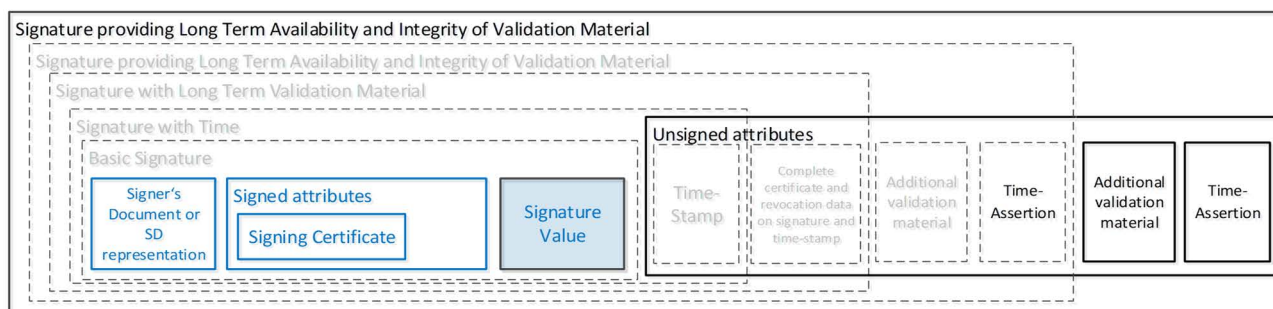 Signature providing Long Term Availability and Integrity of Validation Material
Signature providing Long Term Availability and Integrity of Validation Material
Signature with Long Term Validation Material
Signature with Time
Basic Signature
Signer's
Document or
SD
representation
Signed attributes
Signing Certificate
Signature
Value
Unsigned attributes
Time-
Stamp
Complete
certificate and
revocation data
on signature and
time-stamp
Additional
validation
material
Time-
Assertion
Additional
validation
material
Time-
Assertion